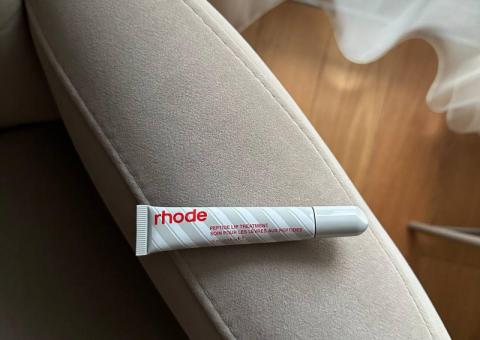 rhode
PEPTIDE LIP TREATMENT
SOIN POUR LES LÈVRES AUX PEPTIDES